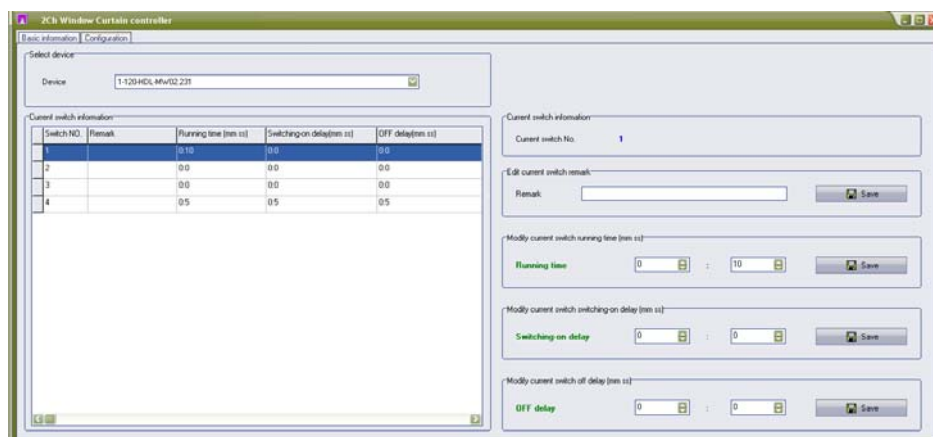 2Ch Window Curtain controller
Basic information Configuration
Select device
Device 1-120-HDL-MW02.231
Current switch information
Switch NO. Remark Running time (mm ss) Switching-on delay(mm ss) OFF delay(mm ss)
1 0:10 0:0 0:0
2 0:0 0:0 0:0
3 0:0 0:0 0:0
4 0:5 0:5 0:5
Current switch information
Current switch No. 1
Edit current switch remark
Remark Save
Modify current switch running time (mm ss)
Running time 0 : 10 Save
Modify current switch switching-on delay (mm ss)
Switching-on delay 0 : 0 Save
Modify current switch off delay (mm ss)
OFF delay 0 : 0 Save